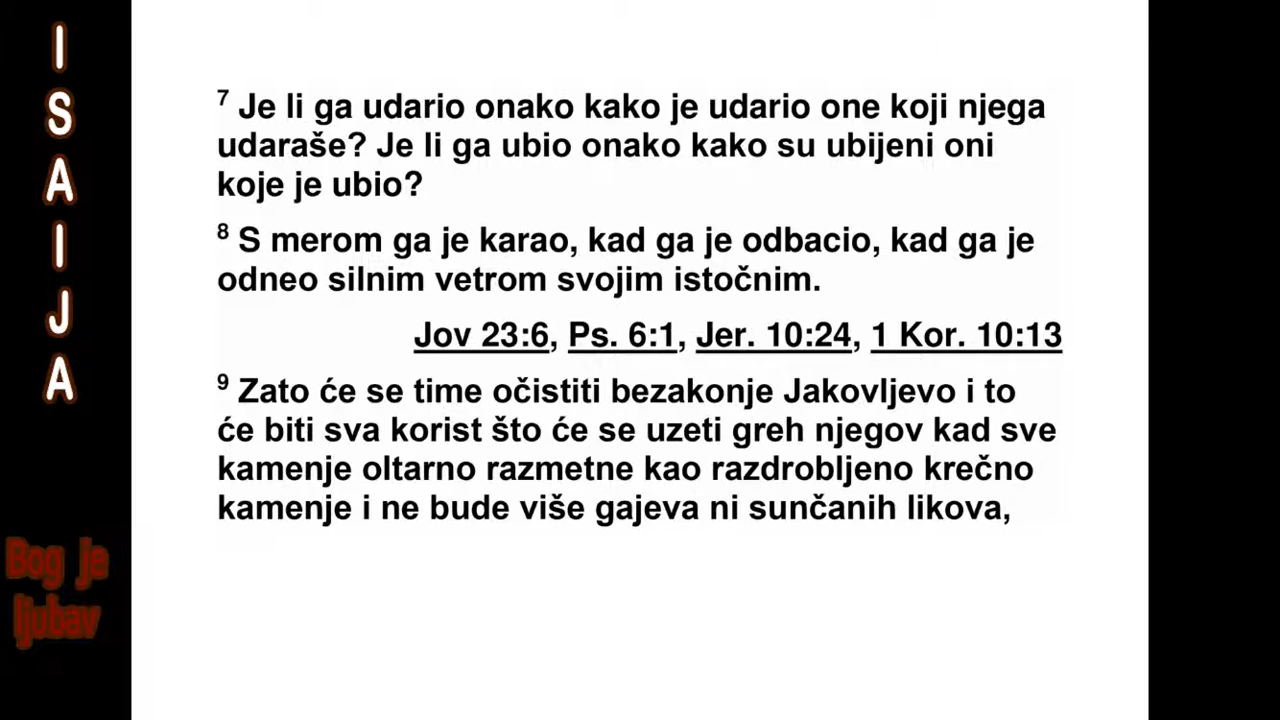 ISAIJA
7 Je li ga udario onako kako je udario one koji njega
udaraše? Je li ga ubio onako kako su ubijeni oni
koje je ubio?
8 S merom ga je karao, kad ga je odbacio, kad ga je
odneo silnim vetrom svojim istočnim.
Jov 23:6, Ps. 6:1, Jer. 10:24, 1 Kor. 10:13
9 Zato će se time očistiti bezakonje Jakovljevo i to
će biti sva korist što će se uzeti greh njegov kad sve
kamenje oltarno razmetne kao razdrobljeno krečno
kamenje i ne bude više gajeva ni sunčanih likova,
Bog je
ljubav